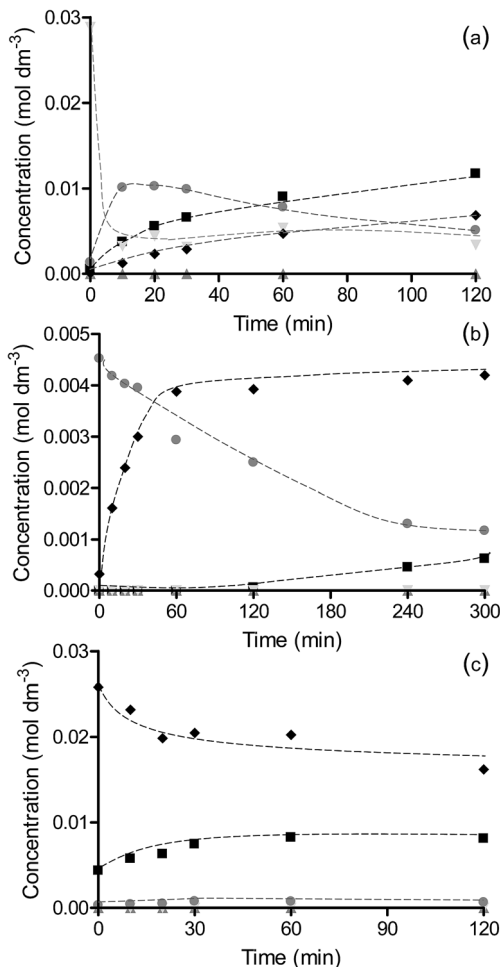 (a)
Concentration (mol dm-3)
0.03
0.02
0.01
0.00
0 20 40 60 80 100 120
Time (min)
(b)
Concentration (mol dm-3)
0.005
0.004
0.003
0.002
0.001
0.000
0 60 120 180 240 300
Time (min)
(c)
Concentration (mol dm-3)
0.03
0.02
0.01
0.00
0 30 60 90 120
Time (min)